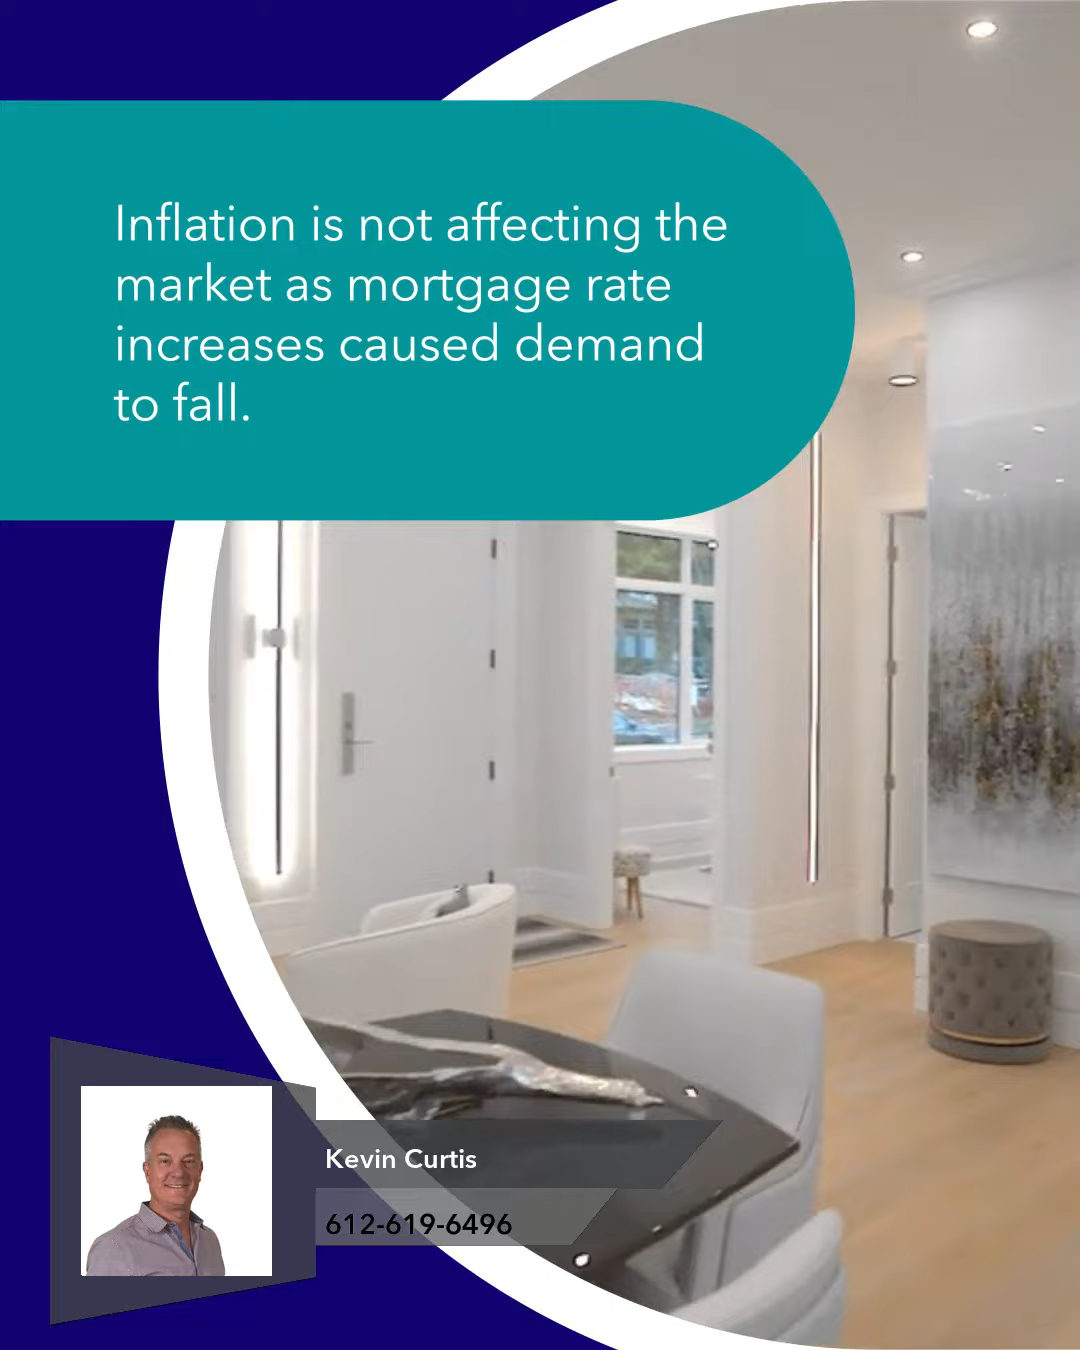 Inflation is not affecting the
market as mortgage rate
increases caused demand
to fall.
Kevin Curtis
612-619-6496